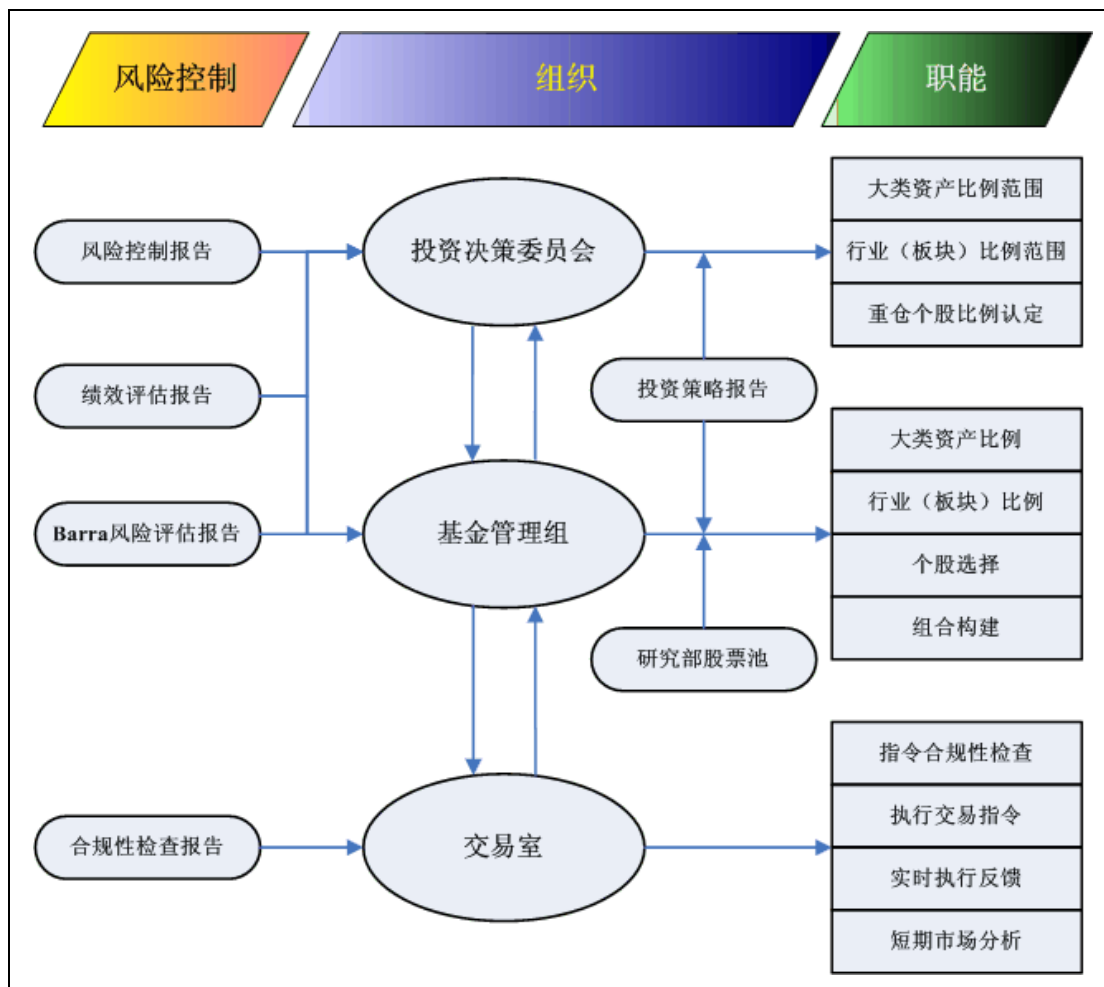 风险控制
组织
职能
大类资产比例范围
风险控制报告
投资决策委员会
行业（板块）比例范围
重仓个股比例认定
绩效评估报告
投资策略报告
大类资产比例
行业（板块）比例
Barra风险评估报告
基金管理组
个股选择
组合构建
研究部股票池
指令合规性检查
执行交易指令
合规性检查报告
交易室
实时执行反馈
短期市场分析